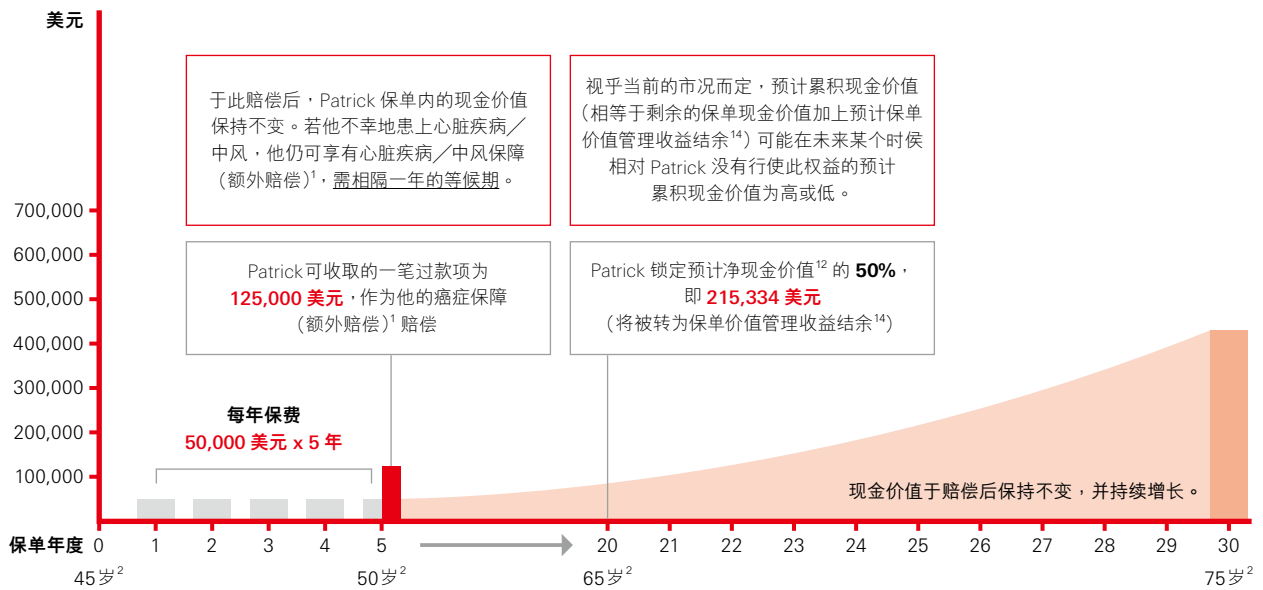 美元
于此赔偿后，Patrick 保单内的现金价值
保持不变。若他不幸地患上心脏疾病／
中风，他仍可享有心脏疾病／中风保障
（额外赔偿）1，需相隔一年的等候期。
视乎当前的市况而定，预计累积现金价值
（相等于剩余的保单现金价值加上预计保单
价值管理收益结余14）可能在未来某个时侯
相对 Patrick 没有行使此权益的预计
累积现金价值为高或低。
Patrick可收取的一笔过款项为
125,000 美元，作为他的癌症保障
（额外赔偿）1 赔偿
Patrick 锁定预计净现金价值12 的 50%，
即 215,334 美元
（将被转为保单价值管理收益结余14）
700,000
600,000
500,000
400,000
300,000
200,000
100,000
每年保费
50,000 美元 x 5 年
现金价值于赔偿后保持不变，并持续增长。
保单年度 0 1 2 3 4 5 20 21 22 23 24 25 26 27 28 29 30
45岁2 50岁2 65岁2 75岁2